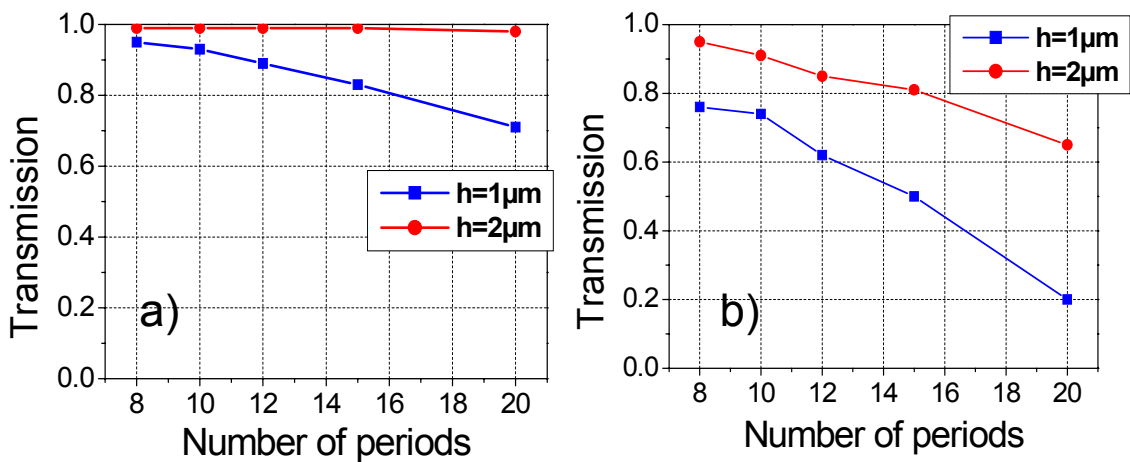 1.0
0.8
0.6
0.4
0.2
0.0
Transmission
h=1µm
h=2µm
a)
8 10 12 14 16 18 20
Number of periods
1.0
0.8
0.6
0.4
0.2
0.0
Transmission
h=1µm
h=2µm
b)
8 10 12 14 16 18 20
Number of periods